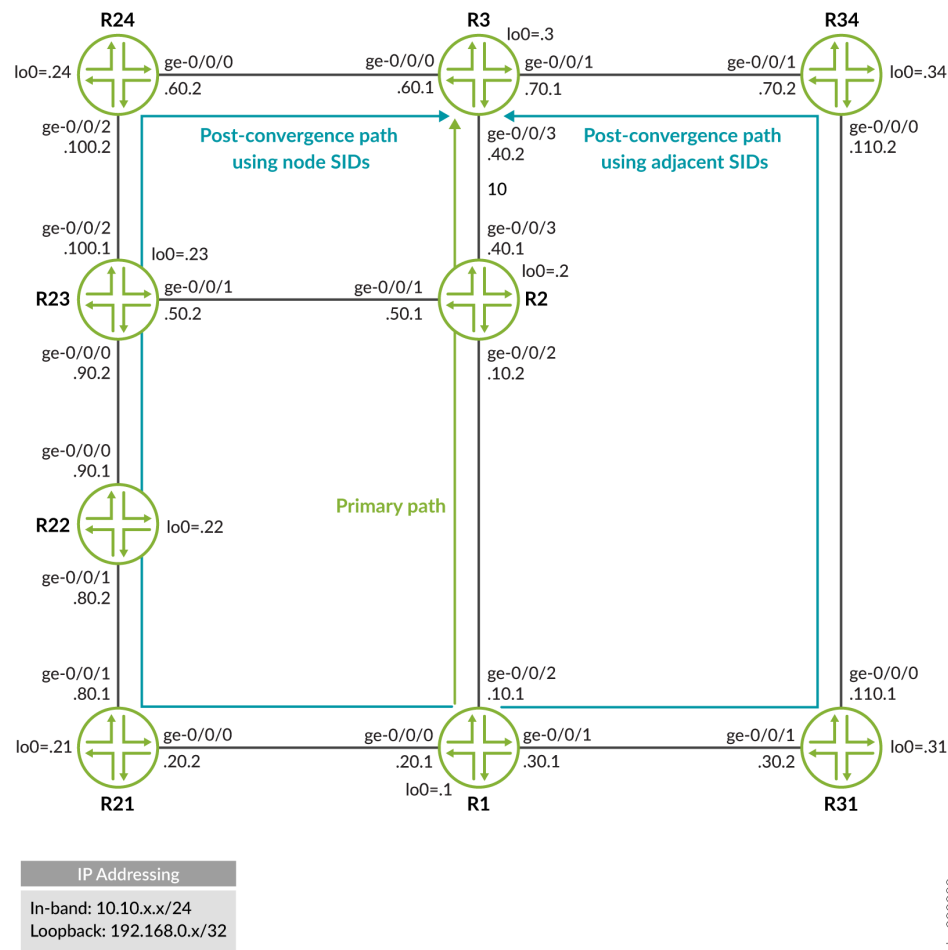 R24
R3
R34
lo0=.3
ge-0/0/0
ge-0/0/0
ge-0/0/1
ge-0/0/1
lo0=.24
lo0=.34
.60.2
.60.1
.70.1
.70.2
ge-0/0/2
.100.2
Post-convergence path
using node SIDs
ge-0/0/3
.40.2
Post-convergence path
using adjacent SIDs
ge-0/0/0
.110.2
10
ge-0/0/2
.100.1
ge-0/0/3
.40.1
lo0=.23
lo0=.2
R23
ge-0/0/1
.50.2
ge-0/0/1
.50.1
R2
ge-0/0/0
.90.2
ge-0/0/2
.10.2
ge-0/0/0
.90.1
Primary path
R22
lo0=.22
ge-0/0/1
.80.2
ge-0/0/1
.80.1
ge-0/0/2
.10.1
ge-0/0/0
.110.1
lo0=.21
ge-0/0/0
.20.2
ge-0/0/0
.20.1
ge-0/0/1
.30.1
ge-0/0/1
.30.2
lo0=.31
lo0=.1
R21
R1
R31
IP Addressing
In-band: 10.10.x.x/24
Loopback: 192.168.0.x/32